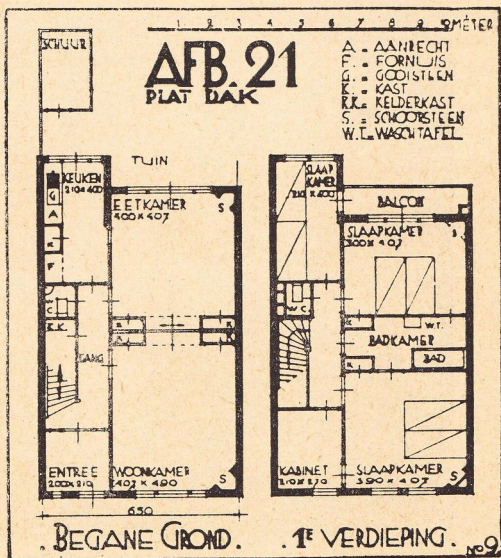 1 2 3 4 5 6 7 8 9 10 METER
SCHUUR
AFB. 21
PLAT DAK
A = AANRECHT
F. = FORNUIS
G. = GOOTSTEEN
K. = KAST
K.K. = KELDERKAST
S. = SCHOORSTEEN
W.T. = WASCHTAFEL
TUIN
KEUKEN
210 x 400
G
A
K
F
EETKAMER
400 x 407
S
W.C.
K.K.
GANG
K
K
K
K
ENTREE
200 x 210
WOONKAMER
407 x 490
S
650
BEGANE GROND.
SLAAP
KAMER
210 x 400
BALCON
SLAAPKAMER
300 x 407
S
W.C.
K
W.T.
BADKAMER
K
BAD
KABINET
210 x 270
SLAAPKAMER
390 x 407
S
1E VERDIEPING.
No 9